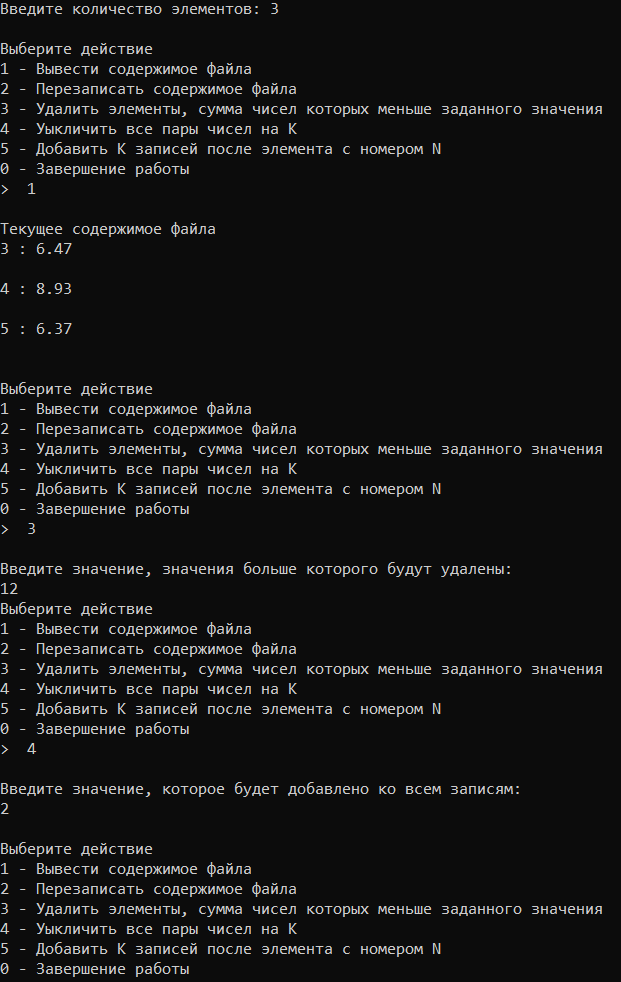 Введите количество элементов: 3
Выберите действие
1 - Вывести содержимое файла
2 - Перезаписать содержимое файла
3 - Удалить элементы, сумма чисел которых меньше заданного значения
4 - Уыкличить все пары чисел на K
5 - Добавить K записей после элемента с номером N
0 - Завершение работы
>  1
Текущее содержимое файла
3 : 6.47
4 : 8.93
5 : 6.37
Выберите действие
1 - Вывести содержимое файла
2 - Перезаписать содержимое файла
3 - Удалить элементы, сумма чисел которых меньше заданного значения
4 - Уыкличить все пары чисел на K
5 - Добавить K записей после элемента с номером N
0 - Завершение работы
>  3
Введите значение, значения больше которого будут удалены:
12
Выберите действие
1 - Вывести содержимое файла
2 - Перезаписать содержимое файла
3 - Удалить элементы, сумма чисел которых меньше заданного значения
4 - Уыкличить все пары чисел на K
5 - Добавить K записей после элемента с номером N
0 - Завершение работы
>  4
Введите значение, которое будет добавлено ко всем записям:
2
Выберите действие
1 - Вывести содержимое файла
2 - Перезаписать содержимое файла
3 - Удалить элементы, сумма чисел которых меньше заданного значения
4 - Уыкличить все пары чисел на K
5 - Добавить K записей после элемента с номером N
0 - Завершение работы